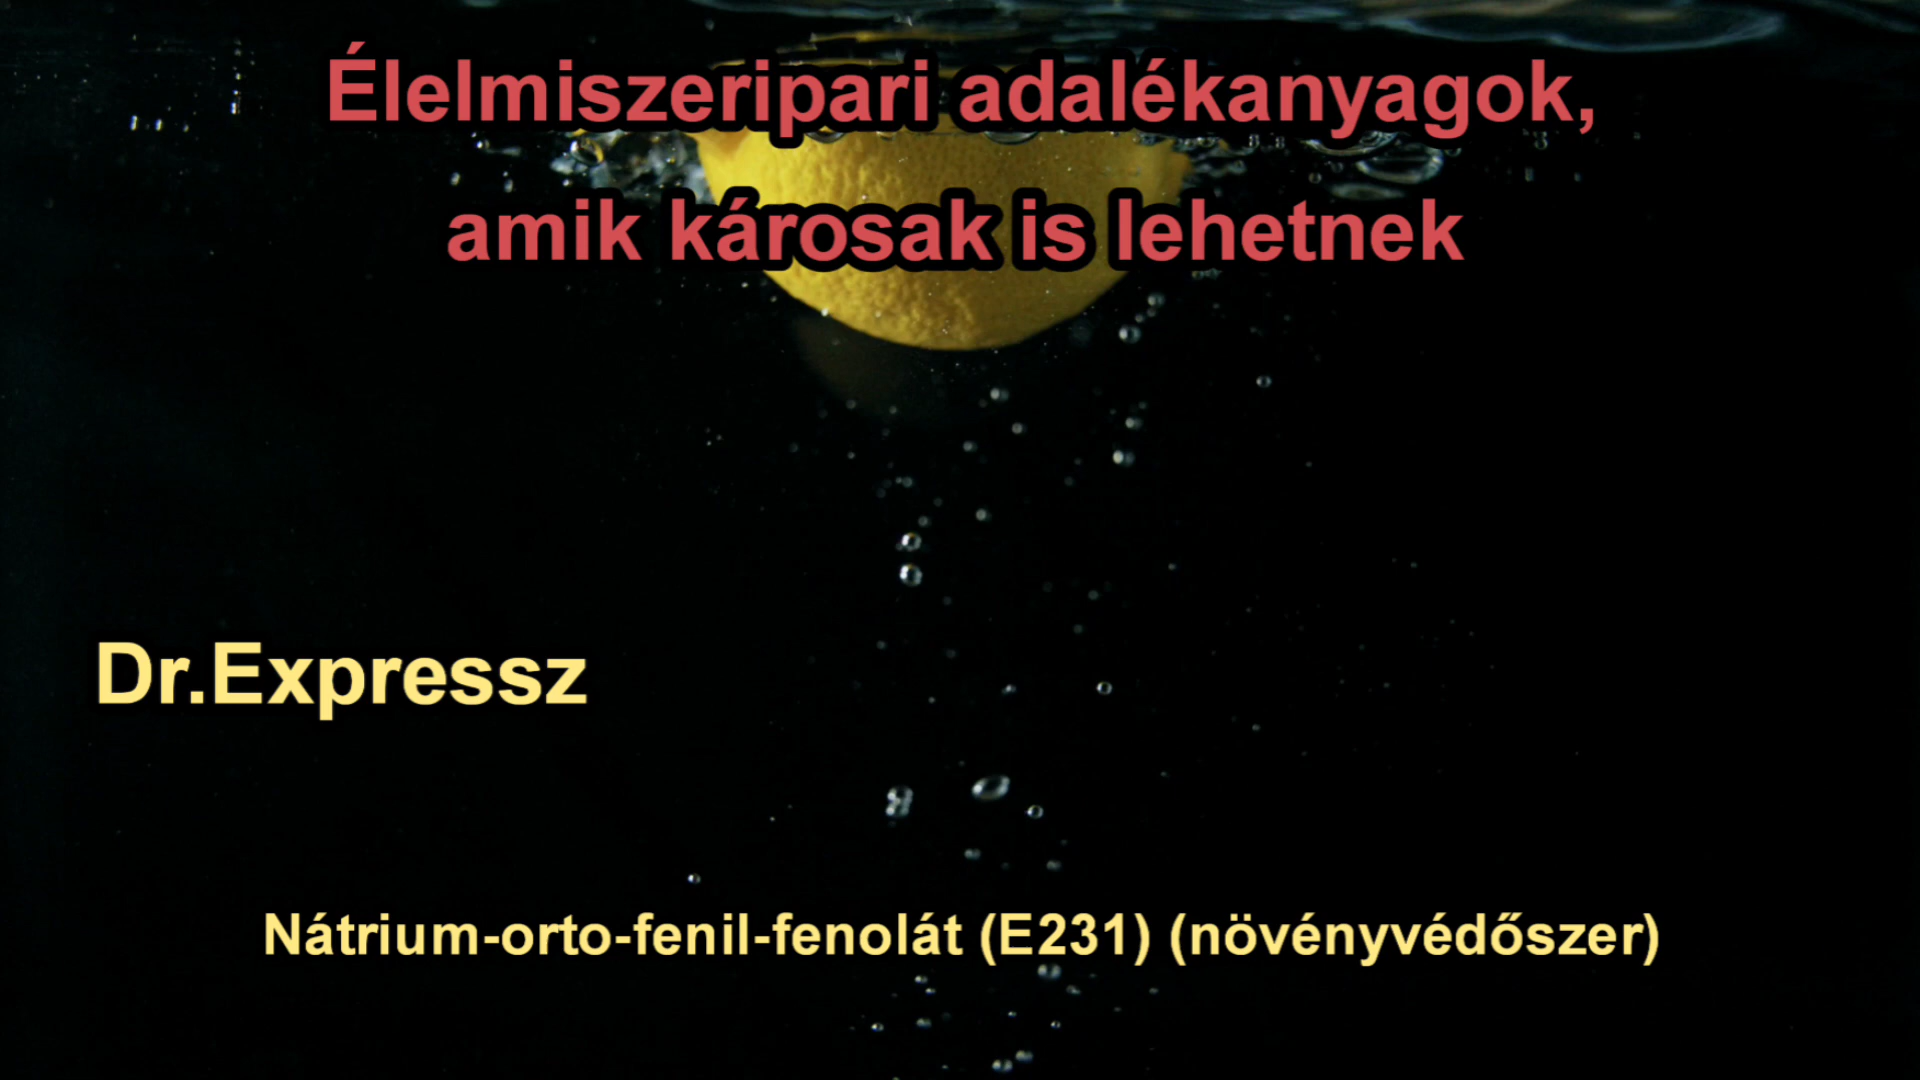 Élelmiszeripari adalékanyagok,
amik károsak is lehetnek
Dr.Expressz
Nátrium-orto-fenil-fenolát (E231) (növényvédőszer)